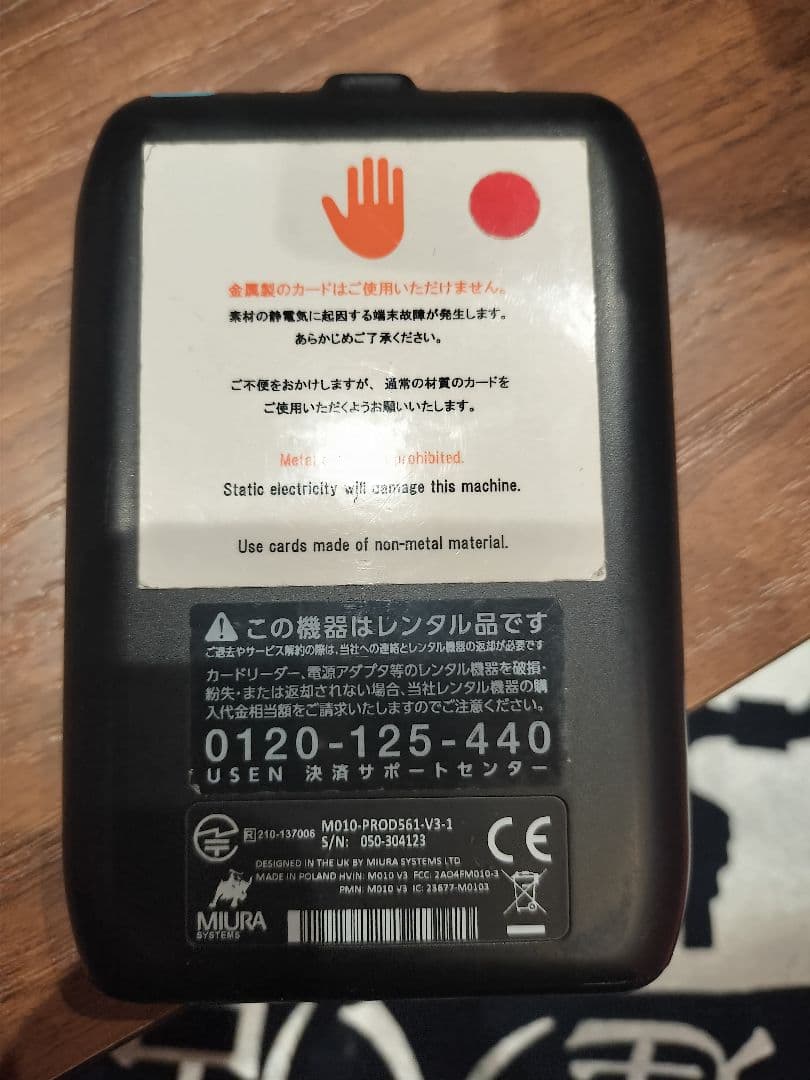 金属製のカードはご使用いただけません。
素材の静電気に起因する端末故障が発生します。
あらかじめご了承ください。
ご不便をおかけしますが、通常の材質のカードを
ご使用いただくようお願いいたします。
Metal prohibited.
Static electricity will damage this machine.
Use cards made of non-metal material.
この機器はレンタル品です
ご退去やサービス解約の際は、当社への連絡とレンタル機器の返却が必要です
カードリーダー、電源アダプタ等のレンタル機器を破損・
紛失・または返却されない場合、当社レンタル機器の購
入代金相当額をご請求いたしますのでご注意ください。
0120-125-440
USEN 決済サポートセンター
R 210-137006
M010-PROD561-V3-1
S/N: 050-304123
CE
DESIGNED IN THE UK BY MIURA SYSTEMS LTD
MADE IN POLAND HVIN: M010 V3 FCC: 2AO4FM010-3
PMN: M010 V3 IC: 23677-M0103
MIURA
SYSTEMS